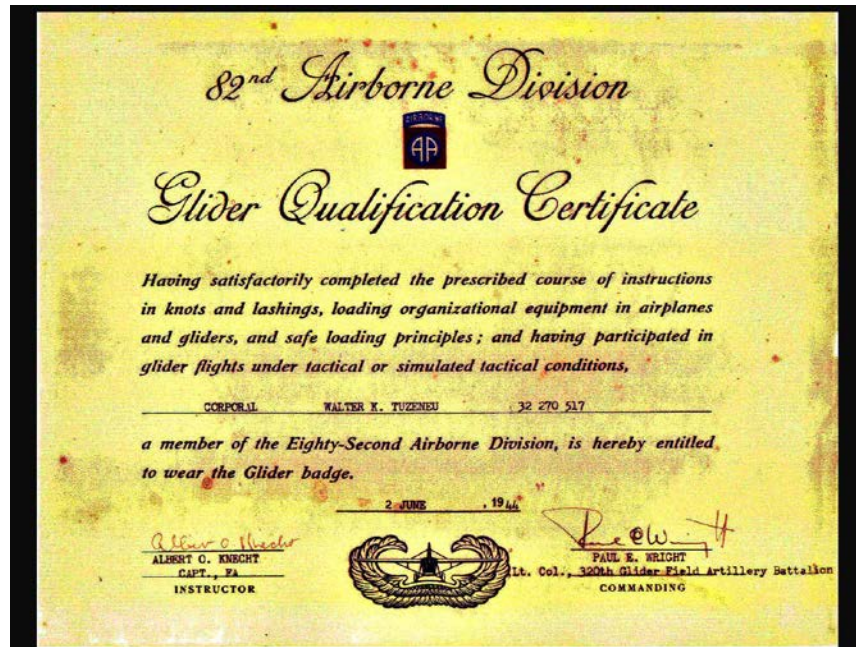 82nd Airborne Division
AIRBORNE
AA
Glider Qualification Certificate
Having satisfactorily completed the prescribed course of instructions
in knots and lashings, loading organizational equipment in airplanes
and gliders, and safe loading principles; and having participated in
glider flights under tactical or simulated tactical conditions,
CORPORAL WALTER K. TUZENEU 32 270 517
a member of the Eighty-Second Airborne Division, is hereby entitled
to wear the Glider badge.
2 JUNE , 1944
Albert O Knecht
ALBERT O. KNECHT
CAPT., FA
INSTRUCTOR
Paul E Wright
PAUL E. WRIGHT
Lt. Col., 320th Glider Field Artillery Battalion
COMMANDING